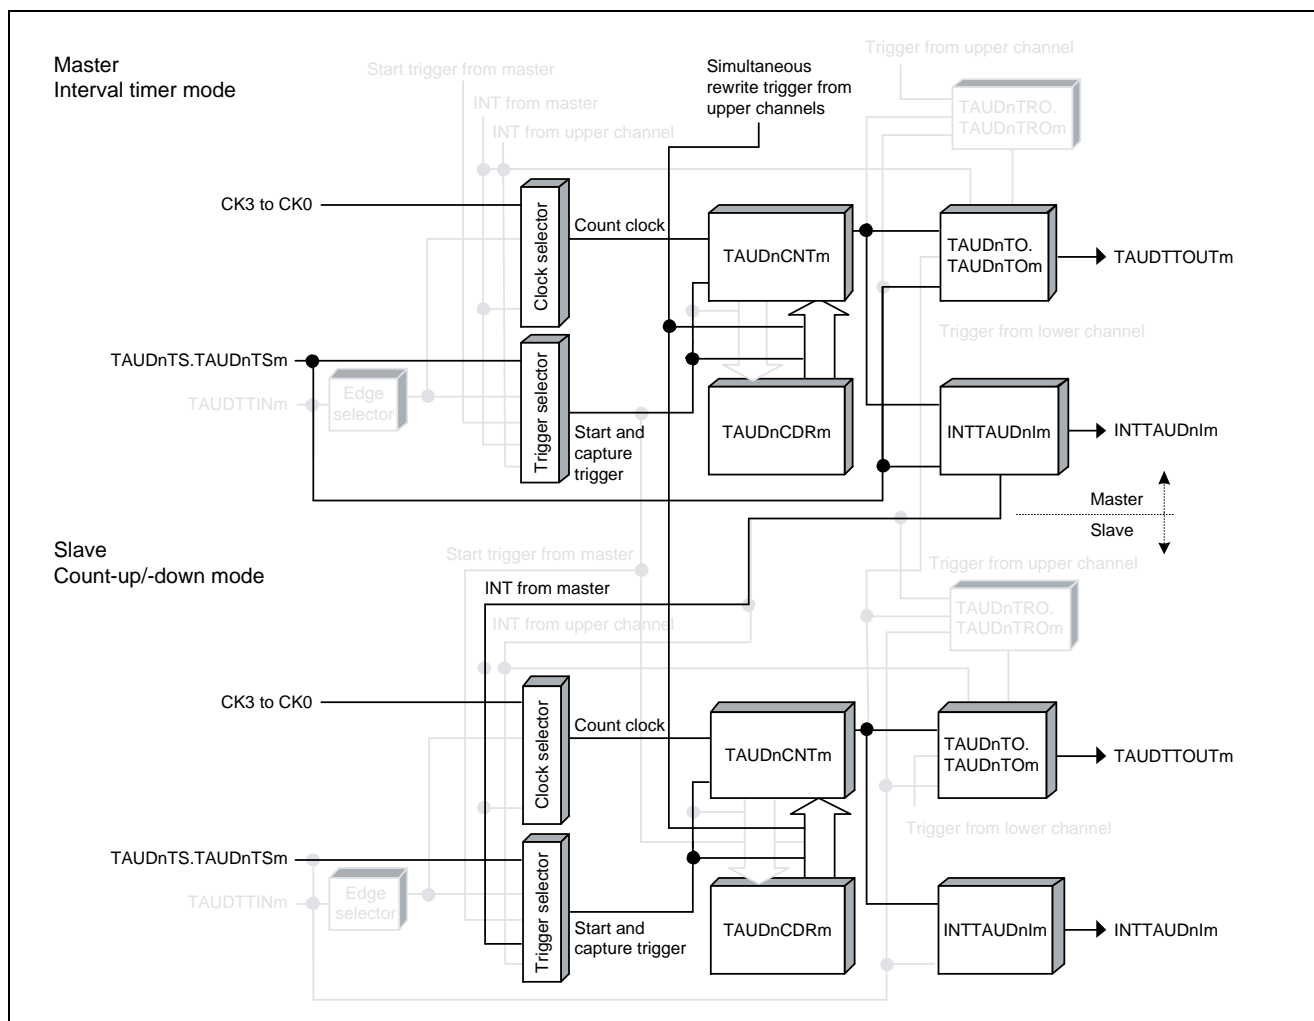 Master
Interval timer mode
Start trigger from master
INT from master
INT from upper channel
Simultaneous
rewrite trigger from
upper channels
Trigger from upper channel
TAUDnTRO.
TAUDnTROm
CK3 to CK0
Clock selector
Count clock
TAUDnCNTm
TAUDnTO.
TAUDnTOm
TAUDTTOUTm
Trigger from lower channel
TAUDnTS.TAUDnTSm
TAUDTTINm
Edge
selector
Trigger selector
Start and
capture
trigger
TAUDnCDRm
INTTAUDnIm
INTTAUDnIm
Master
Slave
Slave
Count-up/-down mode
Start trigger from master
INT from master
INT from upper channel
Trigger from upper channel
TAUDnTRO.
TAUDnTROm
CK3 to CK0
Clock selector
Count clock
TAUDnCNTm
TAUDnTO.
TAUDnTOm
TAUDTTOUTm
Trigger from lower channel
TAUDnTS.TAUDnTSm
TAUDTTINm
Edge
selector
Trigger selector
Start and
capture trigger
TAUDnCDRm
INTTAUDnIm
INTTAUDnIm